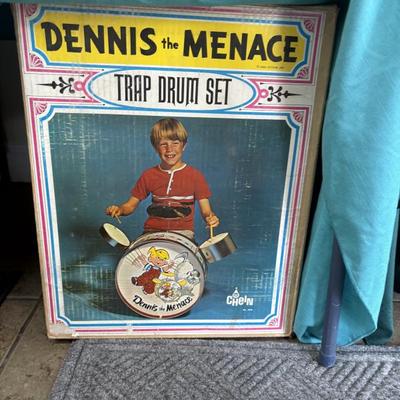 DENNIS the MENACE
TRAP DRUM SET
Dennis the Menace
CHEIN